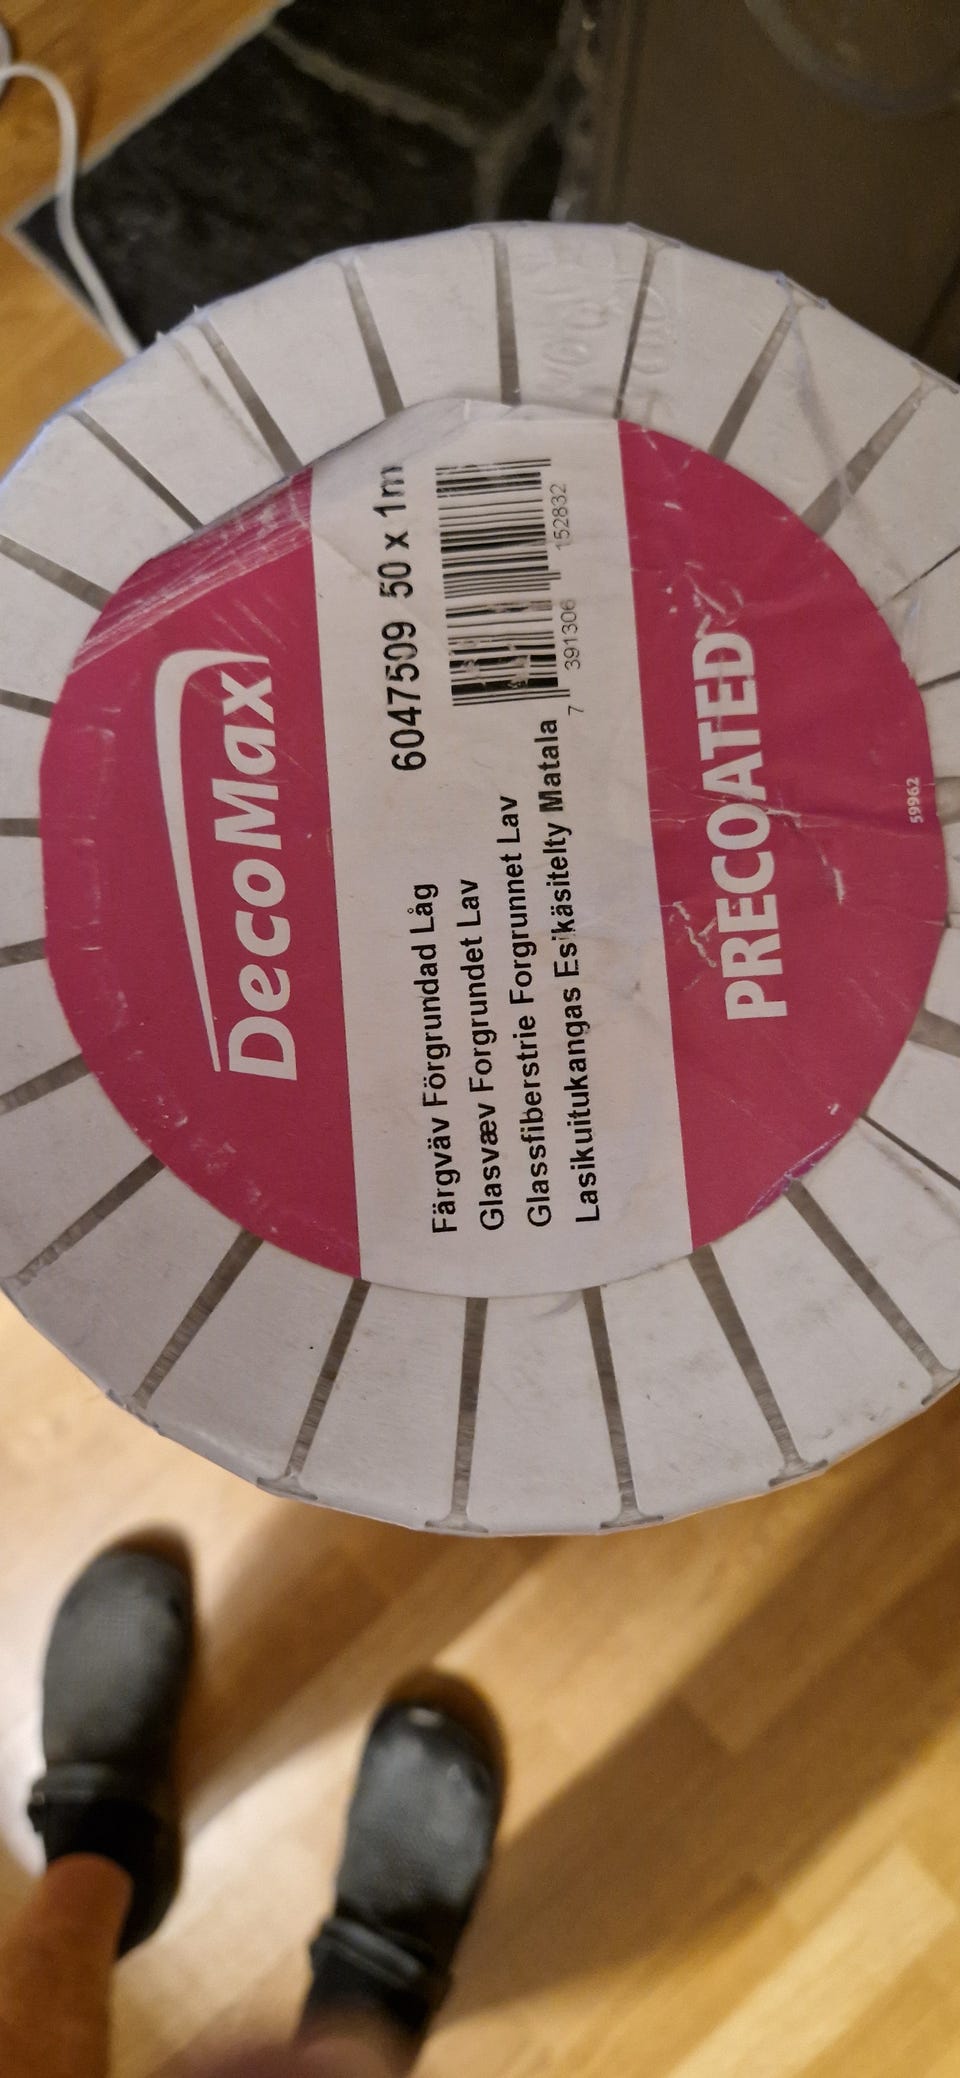 DecoMax
6047509 50 x 1m
Färgväv Förgrundad Låg
Glasvæv Forgrundet Lav
Glassfiberstrie Forgrunnet Lav
Lasikuitukangas Esikäsitelty Matala
7 391306 152832
PRECOATED
59962